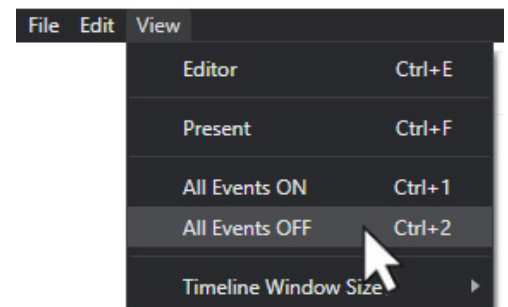 File Edit View
Editor Ctrl+E
Present Ctrl+F
All Events ON Ctrl+1
All Events OFF Ctrl+2
Timeline Window Size